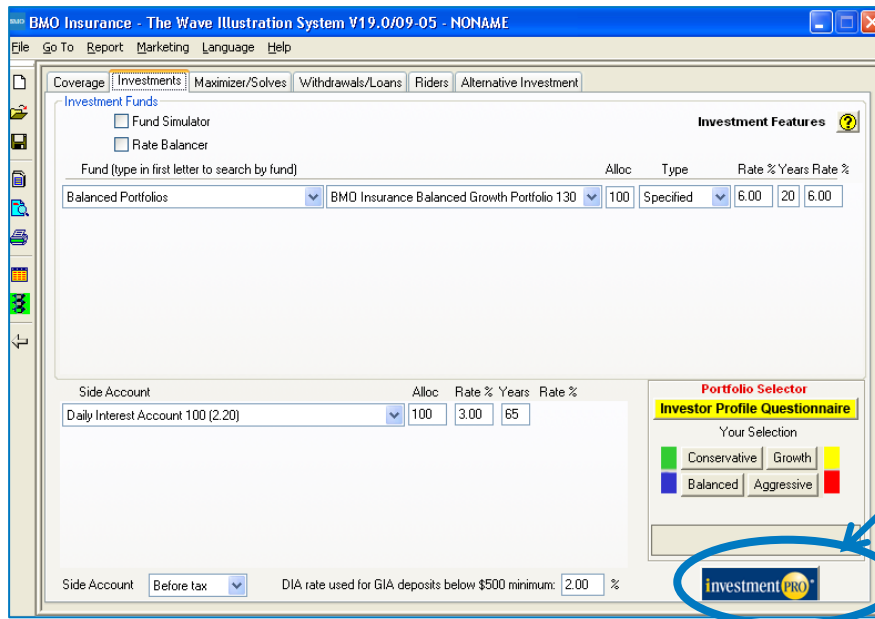 BMO BMO Insurance - The Wave Illustration System V19.0/09-05 - NONAME
File Go To Report Marketing Language Help
Coverage Investments Maximizer/Solves Withdrawals/Loans Riders Alternative Investment
Investment Funds
Fund Simulator
Investment Features ?
Rate Balancer
Fund (type in first letter to search by fund) Alloc Type Rate % Years Rate %
Balanced Portfolios BMO Insurance Balanced Growth Portfolio 130 100 Specified 6.00 20 6.00
Side Account Alloc Rate % Years Rate %
Daily Interest Account 100 (2.20) 100 3.00 65
Portfolio Selector
Investor Profile Questionnaire
Your Selection
Conservative Growth
Balanced Aggressive
Side Account Before tax DIA rate used for GIA deposits below $500 minimum: 2.00 %
investment PRO*